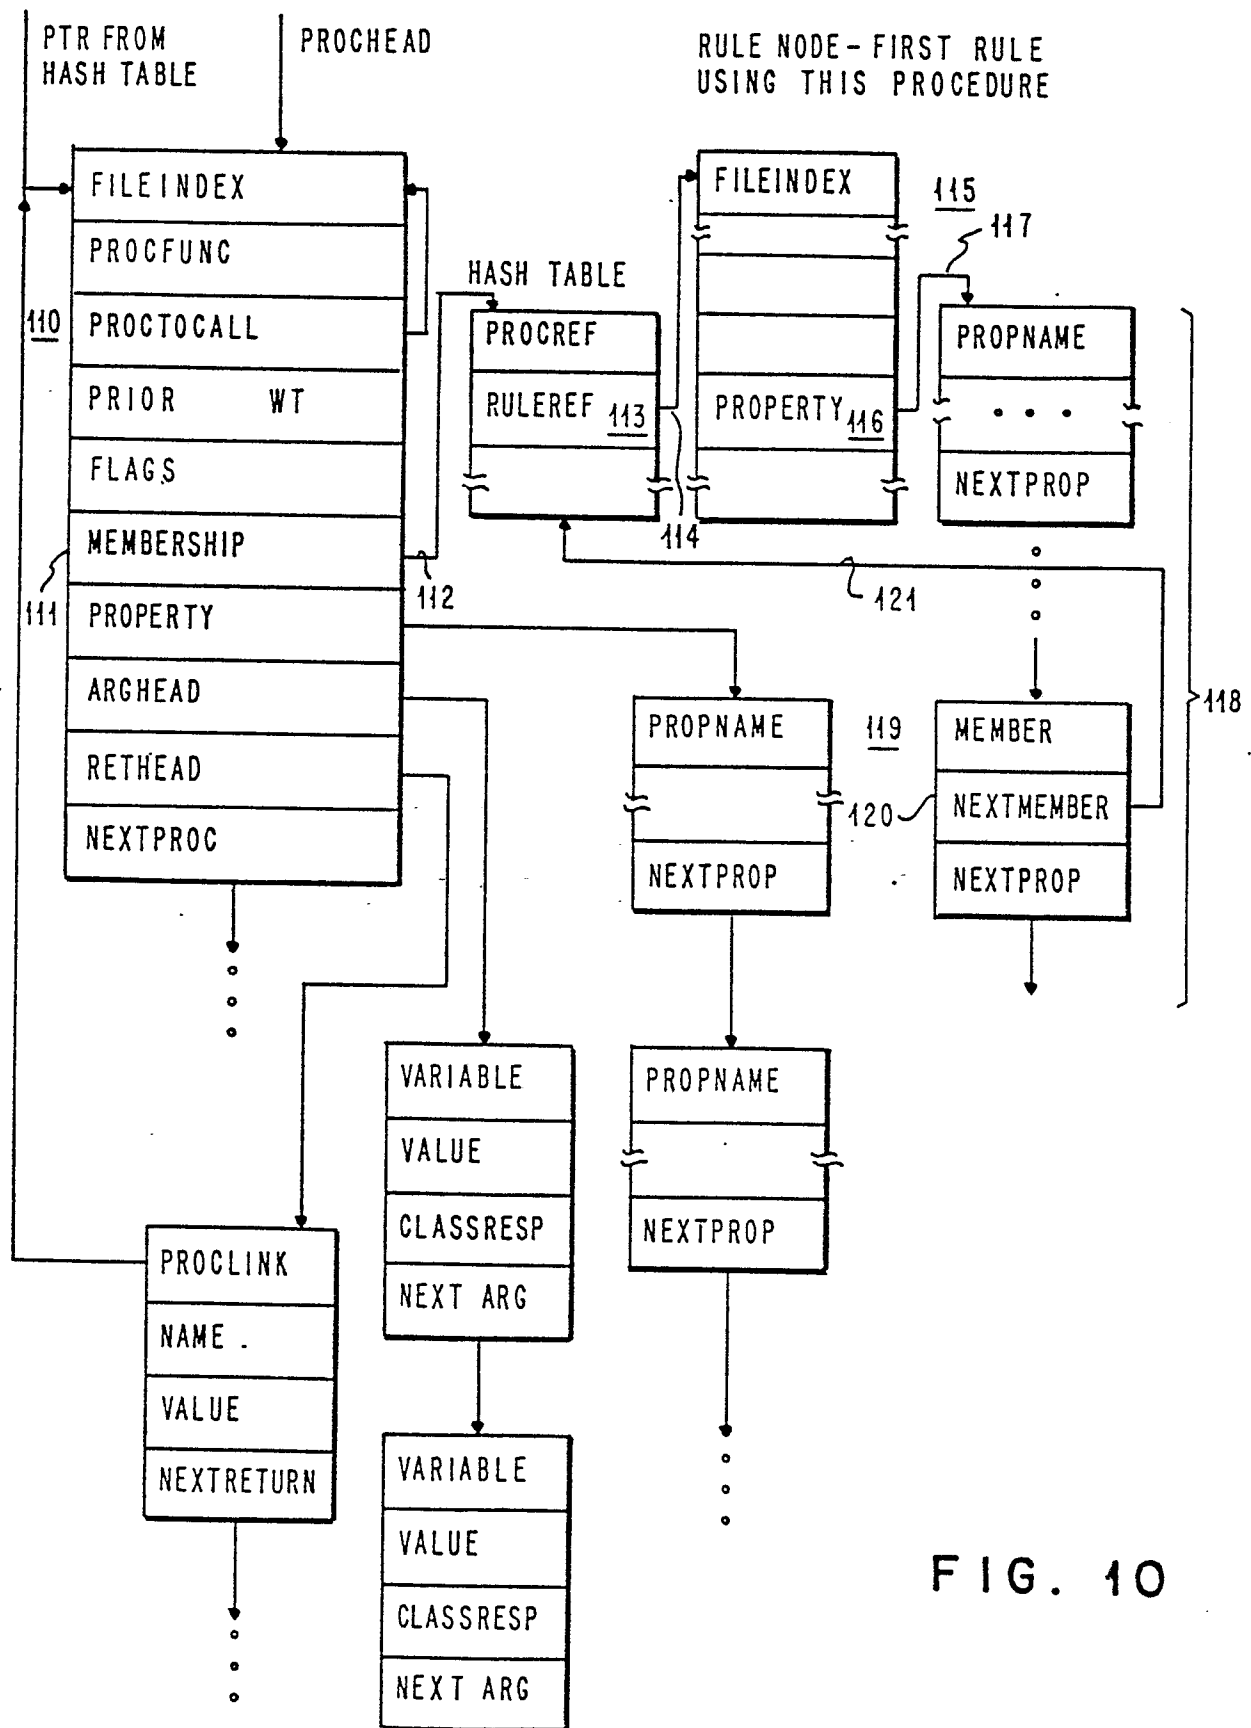 PTR FROM
HASH TABLE
PROCHEAD
RULE NODE-FIRST RULE
USING THIS PROCEDURE
110
FILEINDEX
PROCFUNC
PROCTOCALL
PRIOR WT
FLAGS
MEMBERSHIP
PROPERTY
ARGHEAD
RETHEAD
NEXTPROC
111
112
HASH TABLE
PROCREF
RULEREF 113
114
FILEINDEX
PROPERTY 116
115
117
PROPNAME
• • •
NEXTPROP
121
118
PROPNAME
NEXTPROP
119
MEMBER
NEXTMEMBER
NEXTPROP
120
PROPNAME
NEXTPROP
VARIABLE
VALUE
CLASSRESP
NEXT ARG
PROCLINK
NAME .
VALUE
NEXTRETURN
VARIABLE
VALUE
CLASSRESP
NEXT ARG
FIG. 10